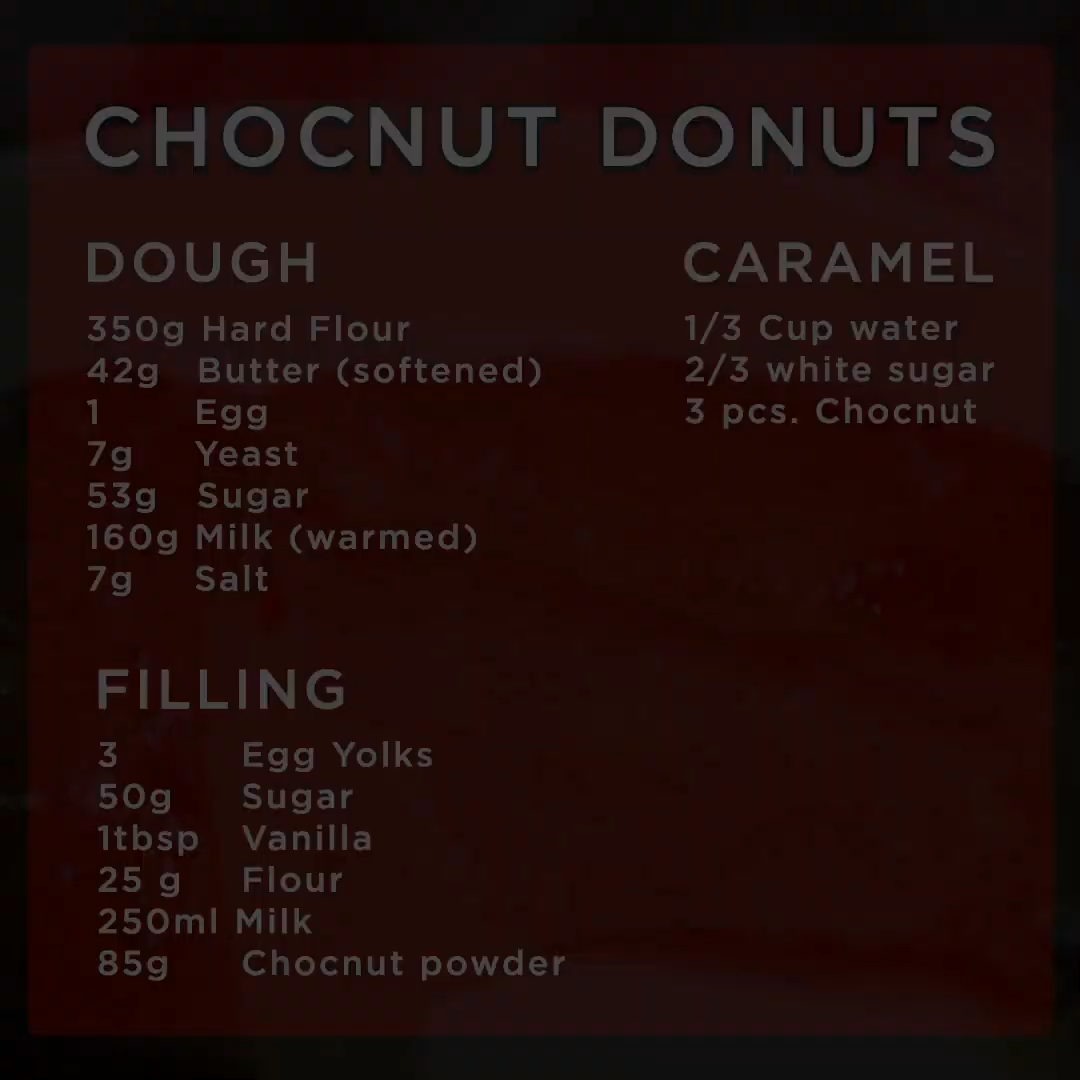 CHOCNUT DONUTS
DOUGH
350g Hard Flour
42g Butter (softened)
1 Egg
7g Yeast
53g Sugar
160g Milk (warmed)
7g Salt
CARAMEL
1/3 Cup water
2/3 white sugar
3 pcs. Chocnut
FILLING
3 Egg Yolks
50g Sugar
1tbsp Vanilla
25 g Flour
250ml Milk
85g Chocnut powder